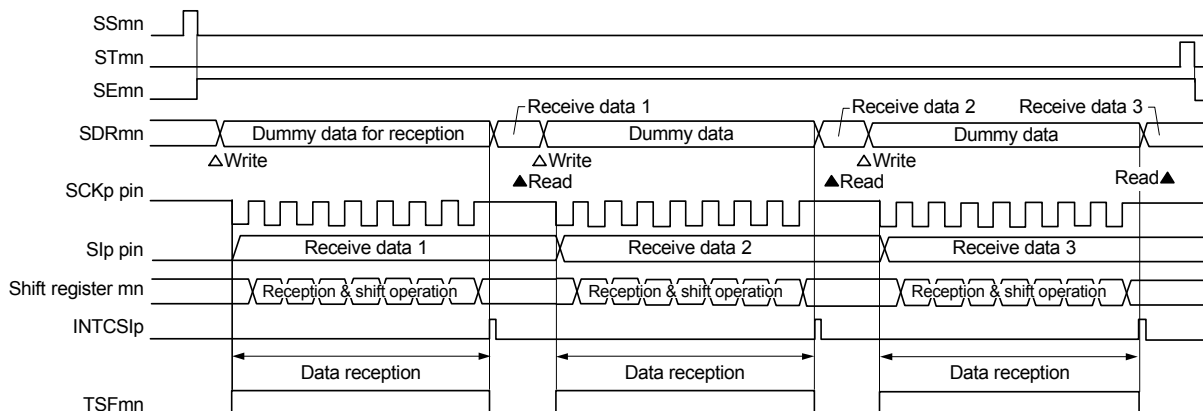 SSmn
STmn
SEmn
Receive data 1
Receive data 2
Receive data 3
SDRmn
Dummy data for reception
Dummy data
Dummy data
△Write
△Write
△Write
▲Read
▲Read
Read▲
SCKp pin
SIp pin
Receive data 1
Receive data 2
Receive data 3
Shift register mn
Reception & shift operation
Reception & shift operation
Reception & shift operation
INTCSIp
Data reception
Data reception
Data reception
TSFmn